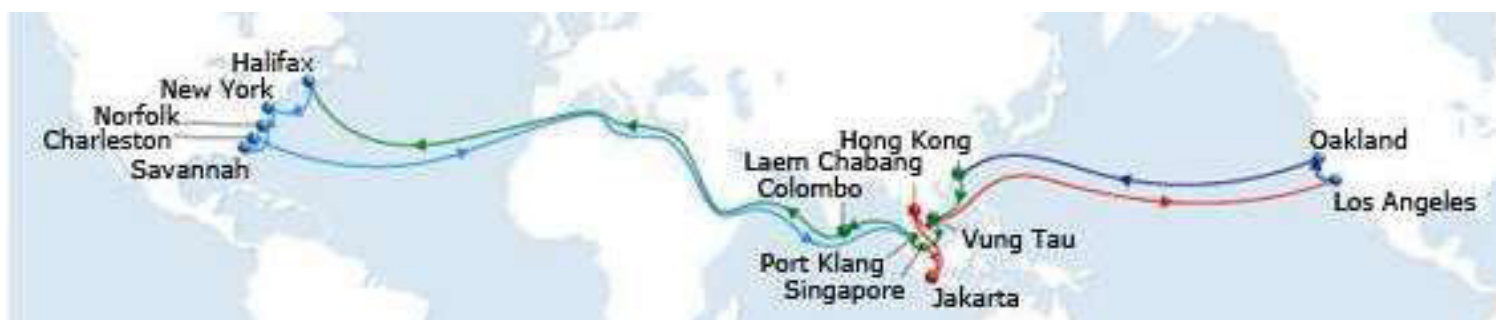 Halifax
New York
Norfolk
Charleston
Savannah
Hong Kong
Laem Chabang
Colombo
Port Klang
Singapore
Jakarta
Vung Tau
Oakland
Los Angeles